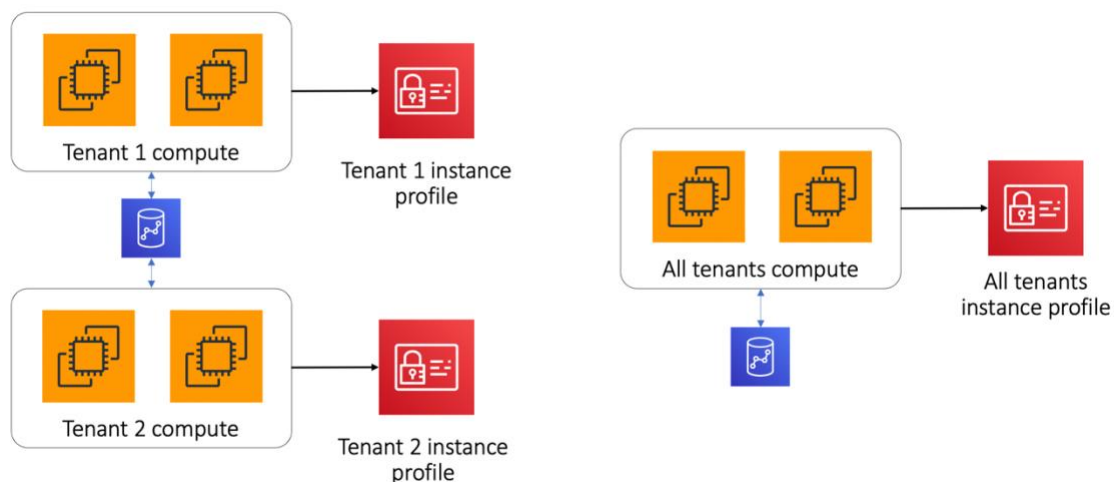 Tenant 1 compute
Tenant 1 instance
profile
Tenant 2 compute
Tenant 2 instance
profile
All tenants compute
All tenants
instance profile